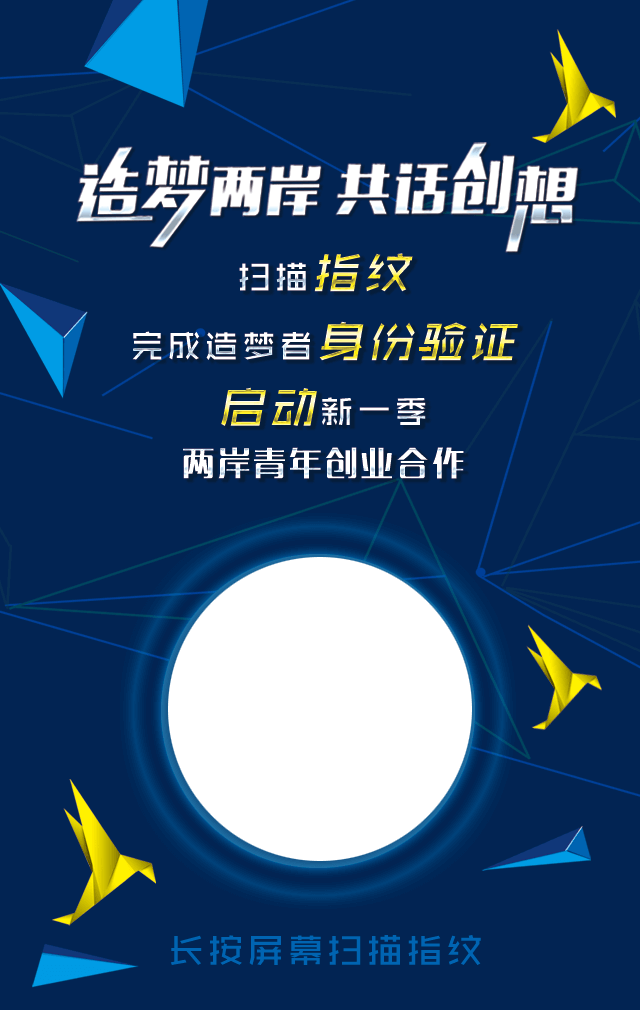 造梦两岸 共话创想
扫描指纹
完成造梦者身份验证
启动新一季
两岸青年创业合作
长按屏幕扫描指纹